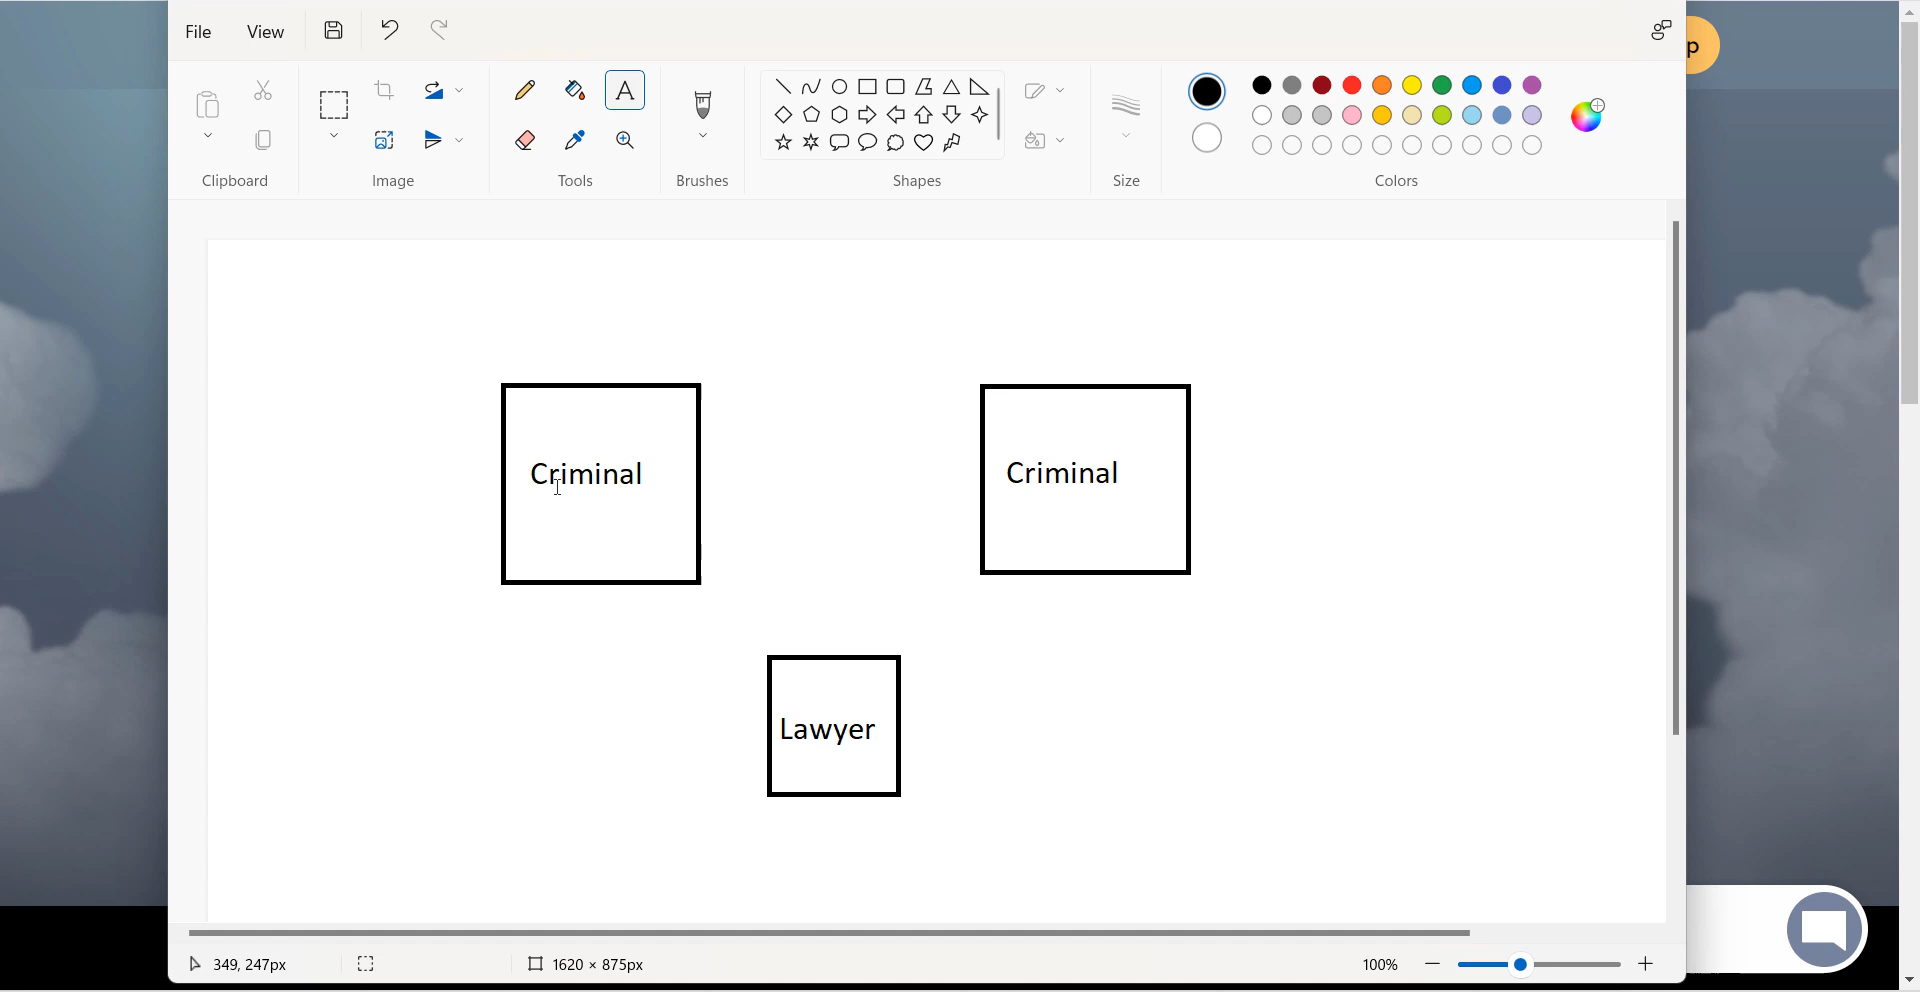 File View
p
Clipboard Image Tools Brushes Shapes Size Colors
Criminal Criminal
Lawyer
349, 247px 1620 × 875px 100%